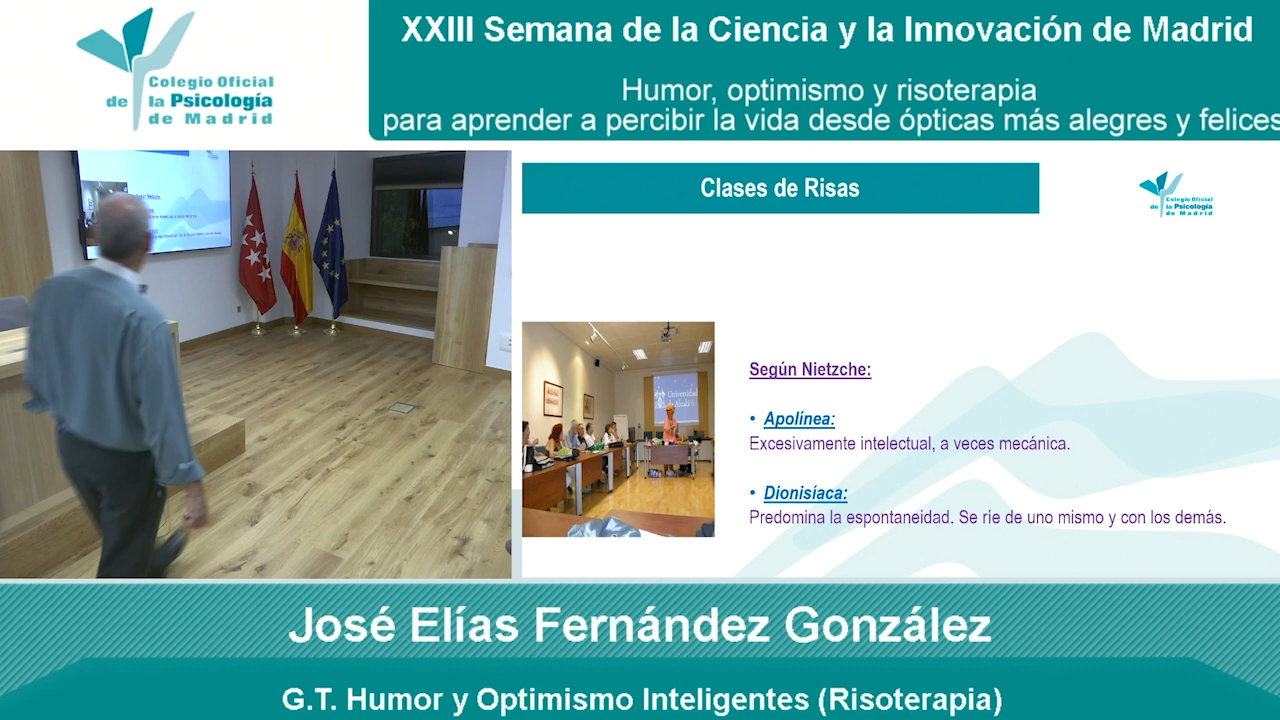 Colegio Oficial
de la Psicología
de Madrid
XXIII Semana de la Ciencia y la Innovación de Madrid
Humor, optimismo y risoterapia
para aprender a percibir la vida desde ópticas más alegres y felices
Clases de Risas
Colegio Oficial
de la Psicología
de Madrid
Universidad
de Alcalá
Según Nietzche:
• Apolínea:
Excesivamente intelectual, a veces mecánica.
• Dionisíaca:
Predomina la espontaneidad. Se ríe de uno mismo y con los demás.
José Elías Fernández González
G.T. Humor y Optimismo Inteligentes (Risoterapia)